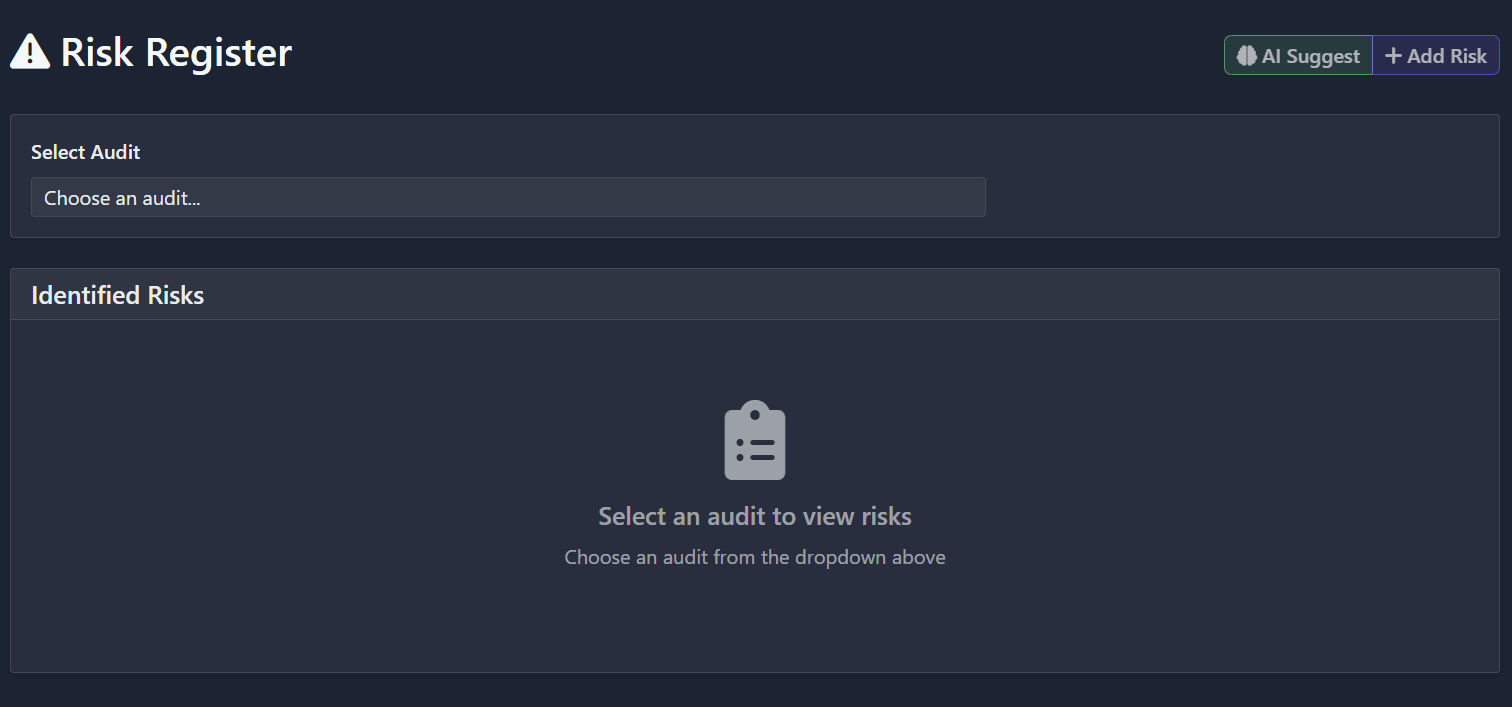 Risk Register
AI Suggest
Add Risk
Select Audit
Choose an audit...
Identified Risks
Select an audit to view risks
Choose an audit from the dropdown above